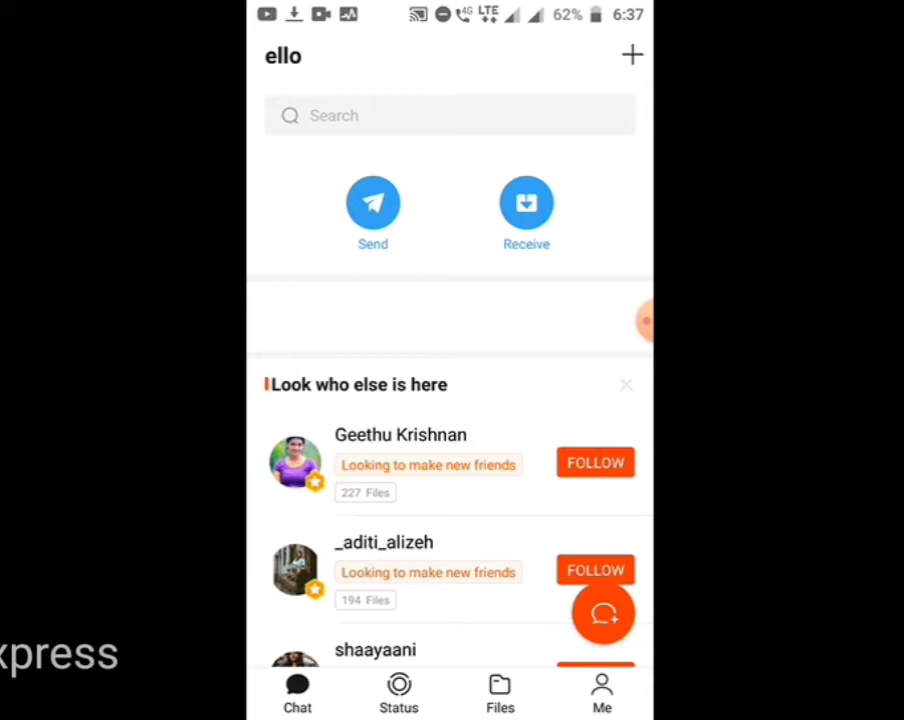 4G LTE 62% 6:37
ello
Search
Send Receive
Look who else is here
Geethu Krishnan
Looking to make new friends
FOLLOW
227 Files
_aditi_alizeh
Looking to make new friends
FOLLOW
194 Files
shaayaani
xpress
Chat Status Files Me